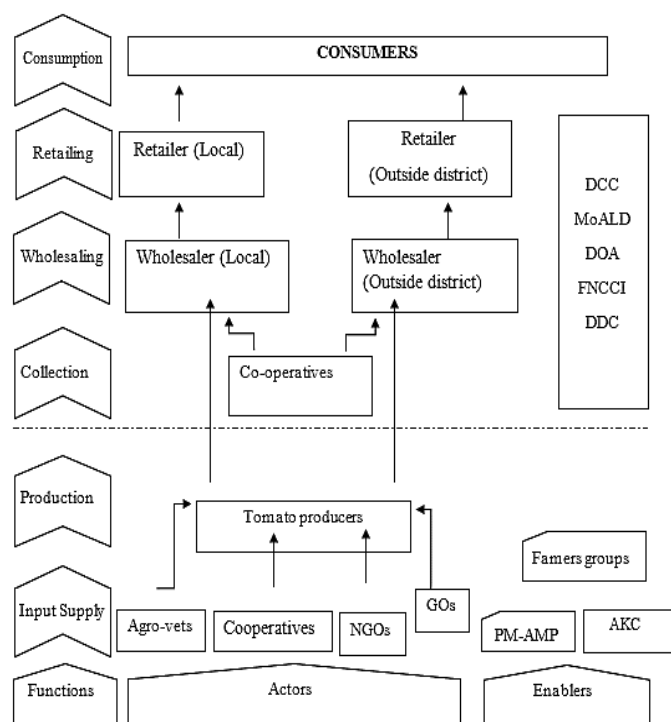 Consumption
CONSUMERS
Retailing
Retailer (Local)
Retailer
(Outside district)
DCC
MoALD
DOA
FNCCI
DDC
Wholesaling
Wholesaler (Local)
Wholesaler
(Outside district)
Collection
Co-operatives
Production
Tomato producers
Famers groups
Input Supply
Agro-vets
Cooperatives
NGOs
GOs
PM-AMP
AKC
Functions
Actors
Enablers